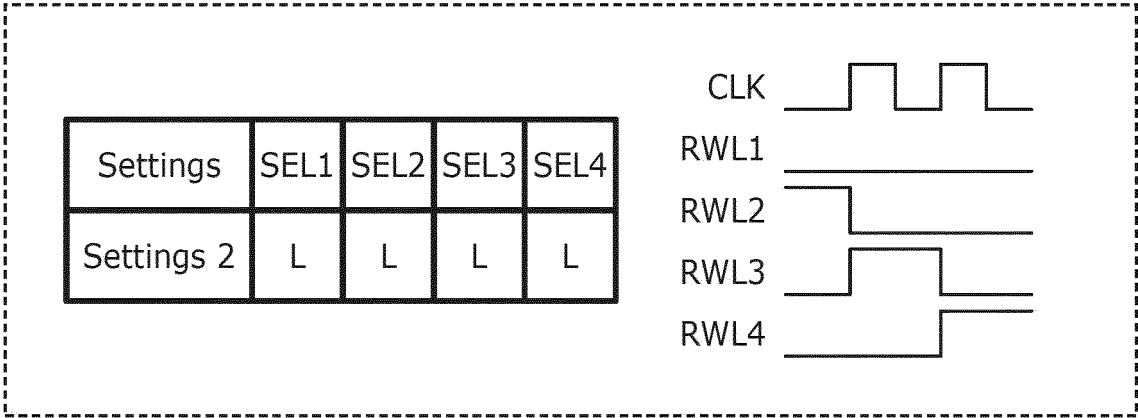 Settings SEL1 SEL2 SEL3 SEL4
Settings 2 L L L L
CLK
RWL1
RWL2
RWL3
RWL4